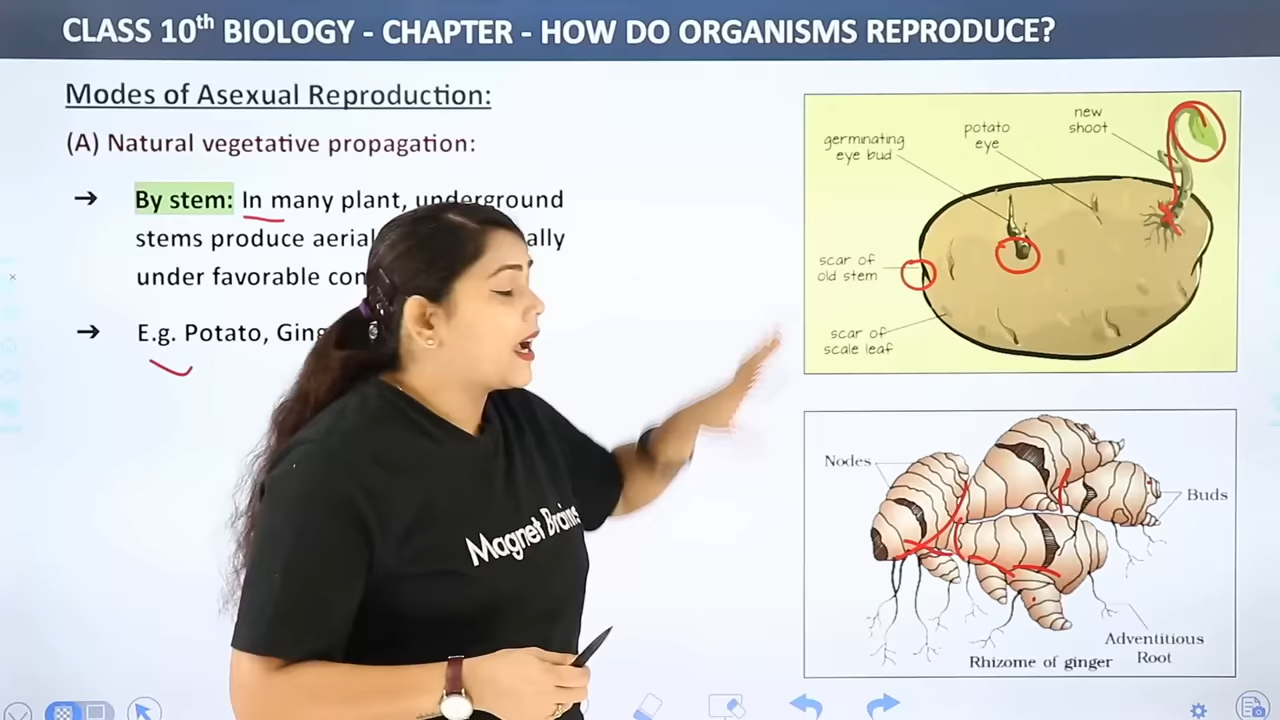 CLASS 10th BIOLOGY - CHAPTER - HOW DO ORGANISMS REPRODUCE?
Modes of Asexual Reproduction:
(A) Natural vegetative propagation:
→ By stem: In many plant, underground
stems produce aerial
under favorable
→ E.g. Potato,
germinating
eye bud
potato
eye
new
shoot
scar of
old stem
scar of
scale leaf
Nodes
Buds
Adventitious
Root
Rhizome of ginger
Magnet Brains